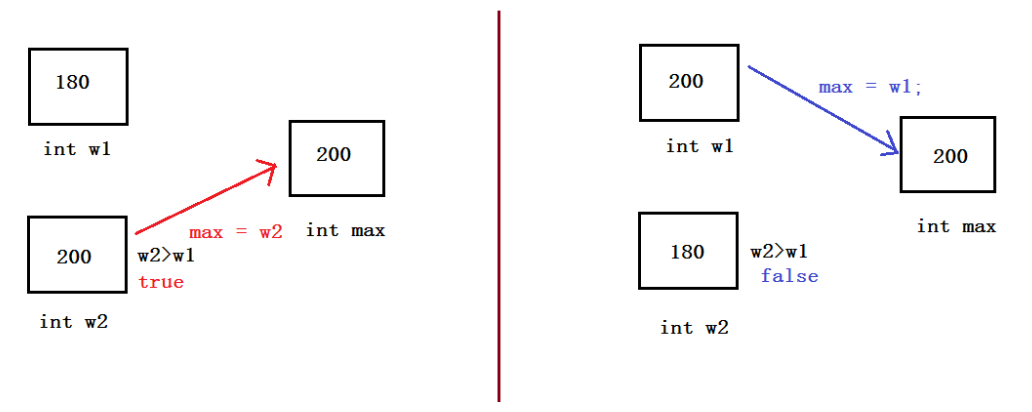 180
int w1
200
int max
max = w2
200
w2>w1
true
int w2
200
int w1
max = w1;
200
int max
180
w2>w1
false
int w2